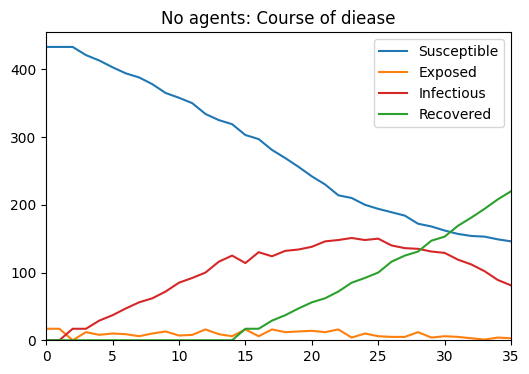 No agents: Course of diease
Susceptible
Exposed
Infectious
Recovered
400
300
200
100
0
0 5 10 15 20 25 30 35